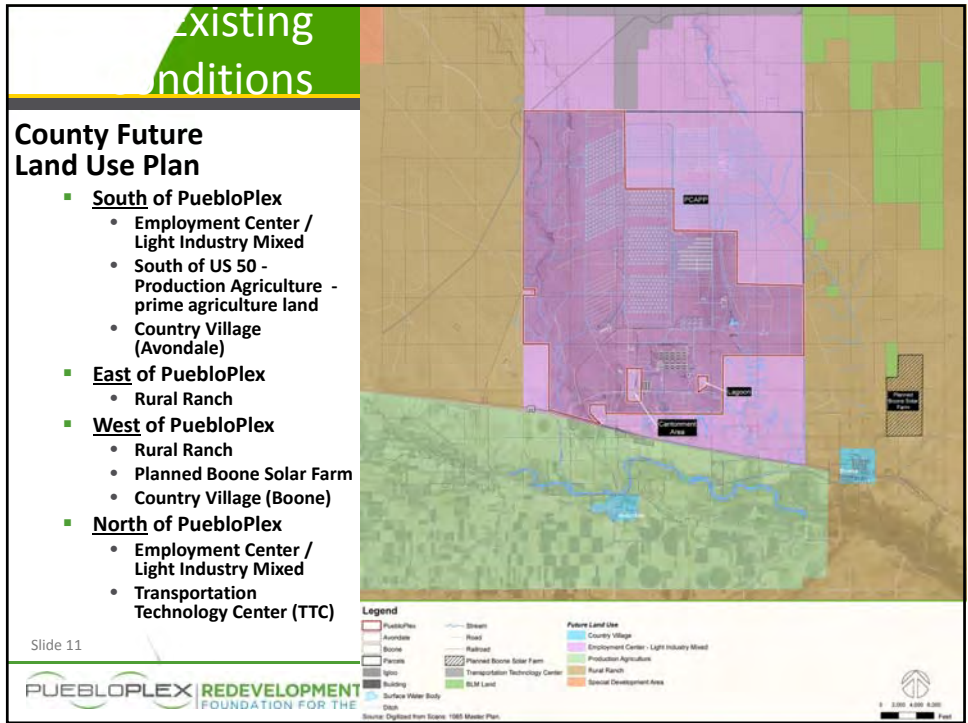 Existing
Conditions
County Future
Land Use Plan
South of PuebloPlex
Employment Center /
Light Industry Mixed
South of US 50 -
Production Agriculture -
prime agriculture land
Country Village
(Avondale)
East of PuebloPlex
Rural Ranch
West of PuebloPlex
Rural Ranch
Planned Boone Solar Farm
Country Village (Boone)
North of PuebloPlex
Employment Center /
Light Industry Mixed
Transportation
Technology Center (TTC)
Slide 11
PUEBLOPLEX
REDEVELOPMENT
FOUNDATION FOR THE
PCAPP
Lagoon
Cantonment
Area
Planned
Boone Solar
Farm
Legend
PuebloPlex
Avondale
Boone
Parcels
Igloo
Building
Surface Water Body
Ditch
Stream
Road
Railroad
Planned Boone Solar Farm
Transportation Technology Center
BLM Land
Future Land Use
Country Village
Employment Center - Light Industry Mixed
Production Agriculture
Rural Ranch
Special Development Area
Source: Digitized from Scans: 1985 Master Plan.
Feet